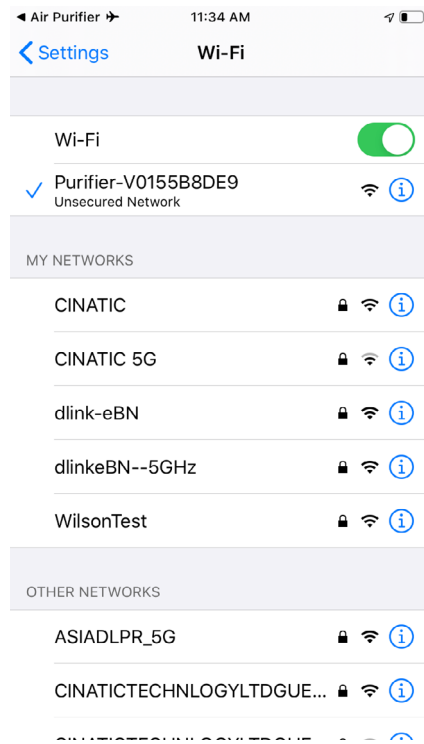 Air Purifier 11:34 AM
Settings Wi-Fi
Wi-Fi
Purifier-V0155B8DE9
Unsecured Network
MY NETWORKS
CINATIC
CINATIC 5G
dlink-eBN
dlinkeBN--5GHz
WilsonTest
OTHER NETWORKS
ASIADLPR_5G
CINATICTECHNLOGYLTDGUE...